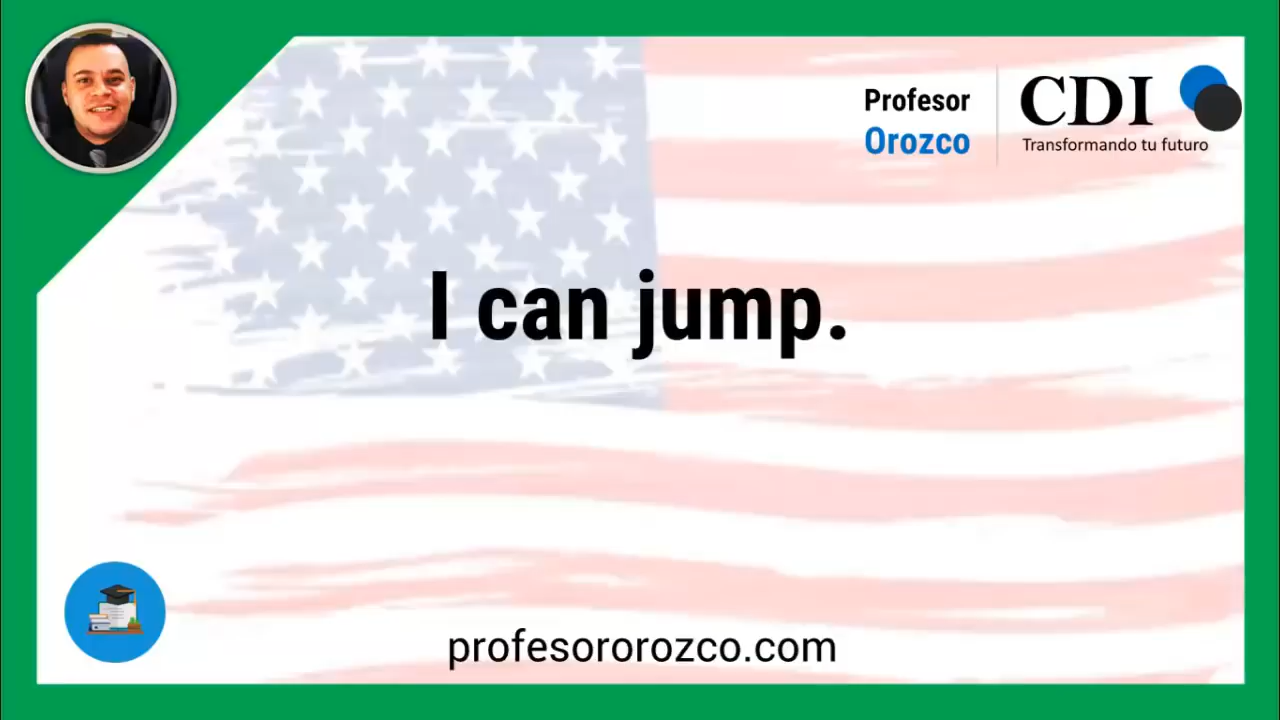 Profesor
Orozco
CDI
Transformando tu futuro
I can jump.
profesororozco.com